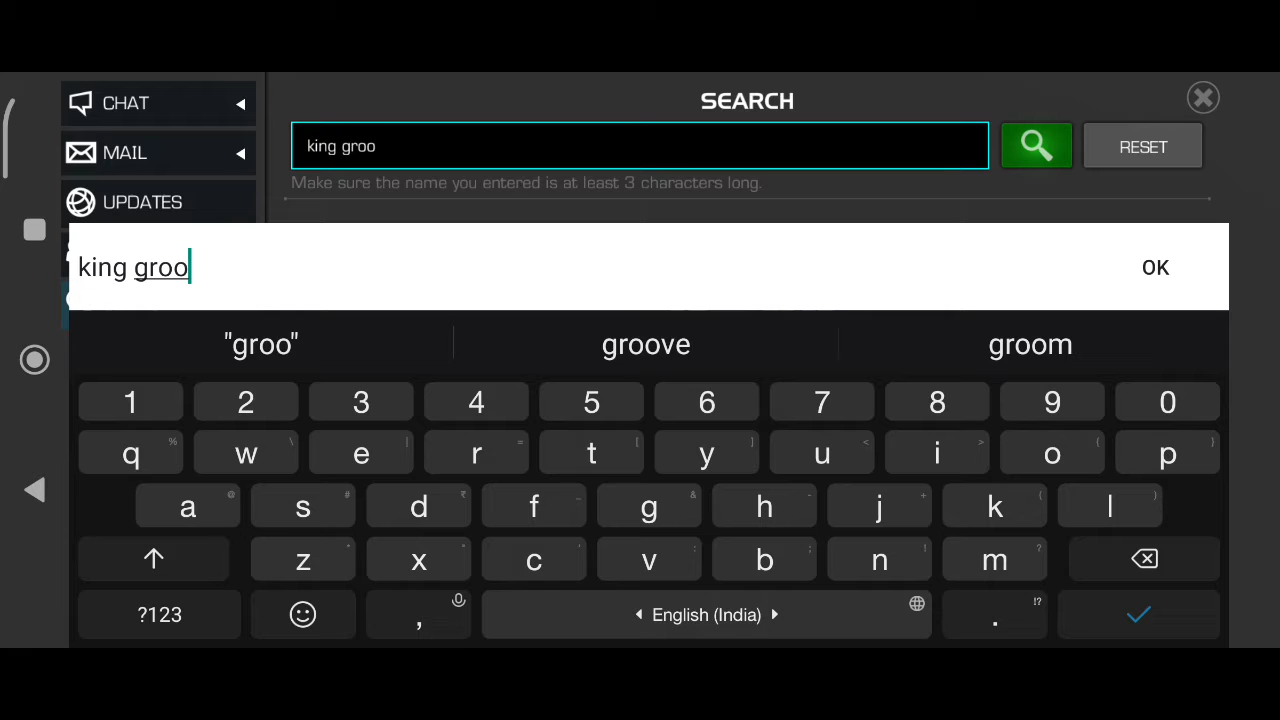 CHAT
MAIL
UPDATES
SEARCH
king groo
RESET
Make sure the name you entered is at least 3 characters long.
king groo
OK
"groo" groove groom
1 2 3 4 5 6 7 8 9 0
q w e r t y u i o p
a s d f g h j k l
z x c v b n m
?123 , English (India) .